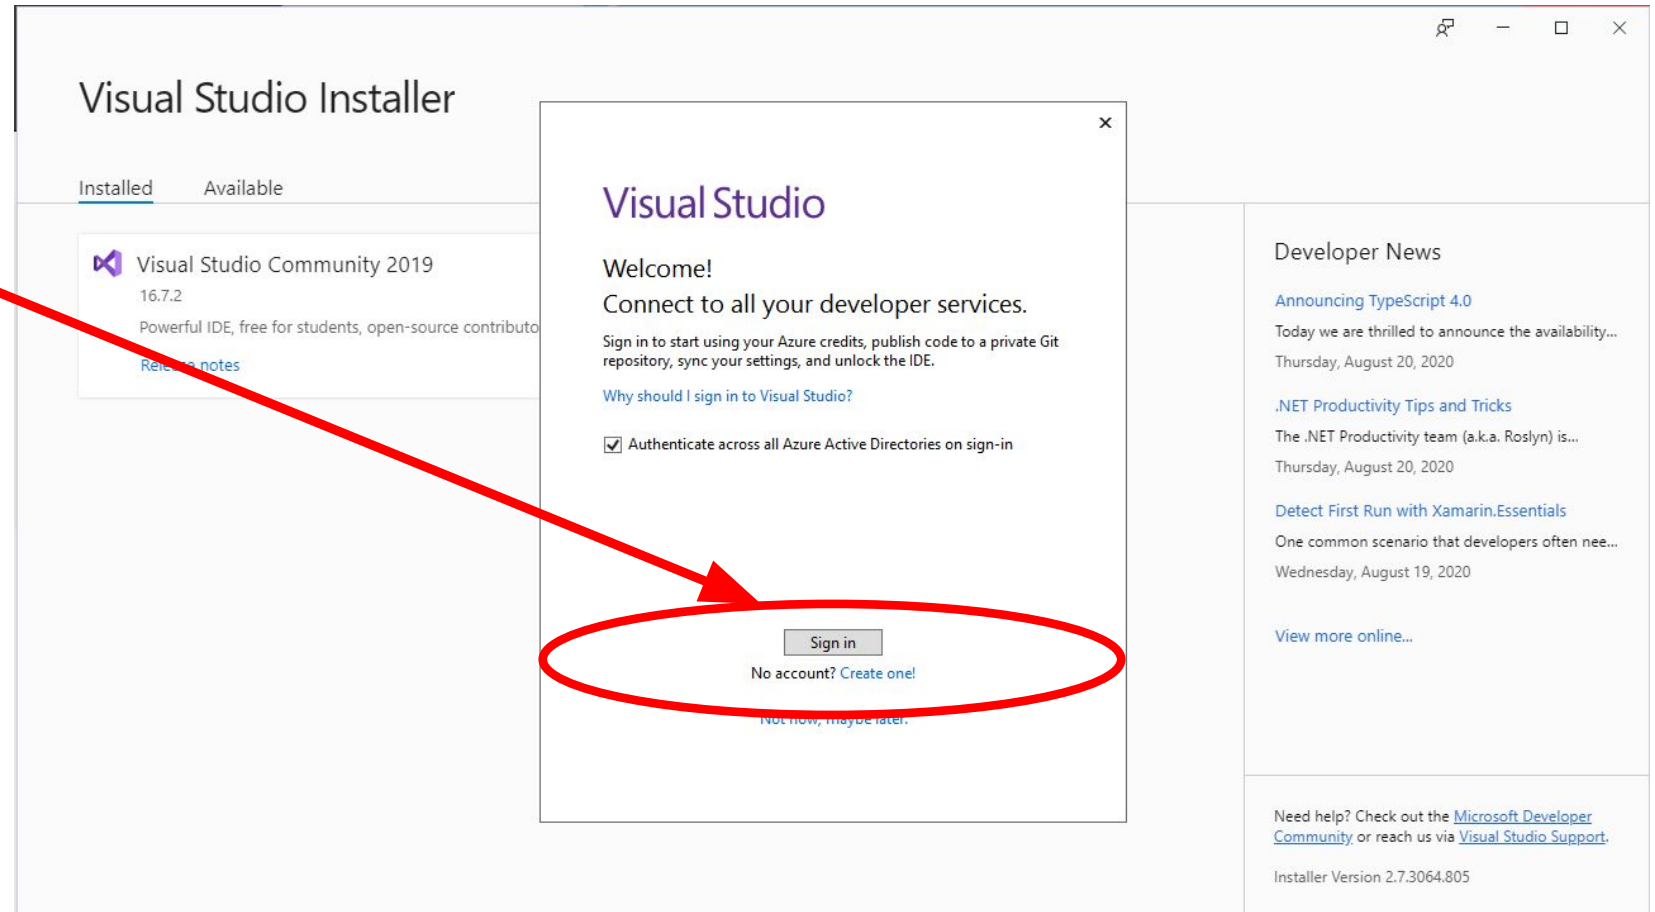 Visual Studio Installer
Installed Available
Visual Studio Community 2019
16.7.2
Powerful IDE, free for students, open-source contributo
Release notes
Visual Studio
Welcome!
Connect to all your developer services.
Sign in to start using your Azure credits, publish code to a private Git
repository, sync your settings, and unlock the IDE.
Why should I sign in to Visual Studio?
Authenticate across all Azure Active Directories on sign-in
Sign in
No account? Create one!
Not now, maybe later.
Developer News
Announcing TypeScript 4.0
Today we are thrilled to announce the availability...
Thursday, August 20, 2020
.NET Productivity Tips and Tricks
The .NET Productivity team (a.k.a. Roslyn) is...
Thursday, August 20, 2020
Detect First Run with Xamarin.Essentials
One common scenario that developers often nee...
Wednesday, August 19, 2020
View more online...
Need help? Check out the Microsoft Developer
Community or reach us via Visual Studio Support.
Installer Version 2.7.3064.805